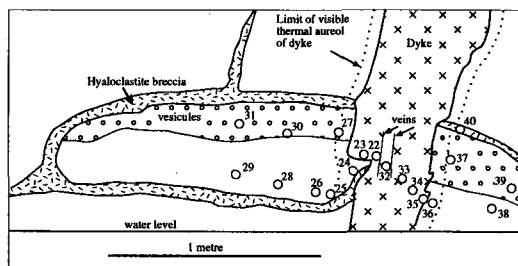 Limit of visible
thermal aureol
of dyke
Dyke
Hyaloclastite breccia
vesicules
veins
31
30
27
23
22
40
24
32
33
37
29
28
26
25
34
35
36
39
38
water level
1 metre